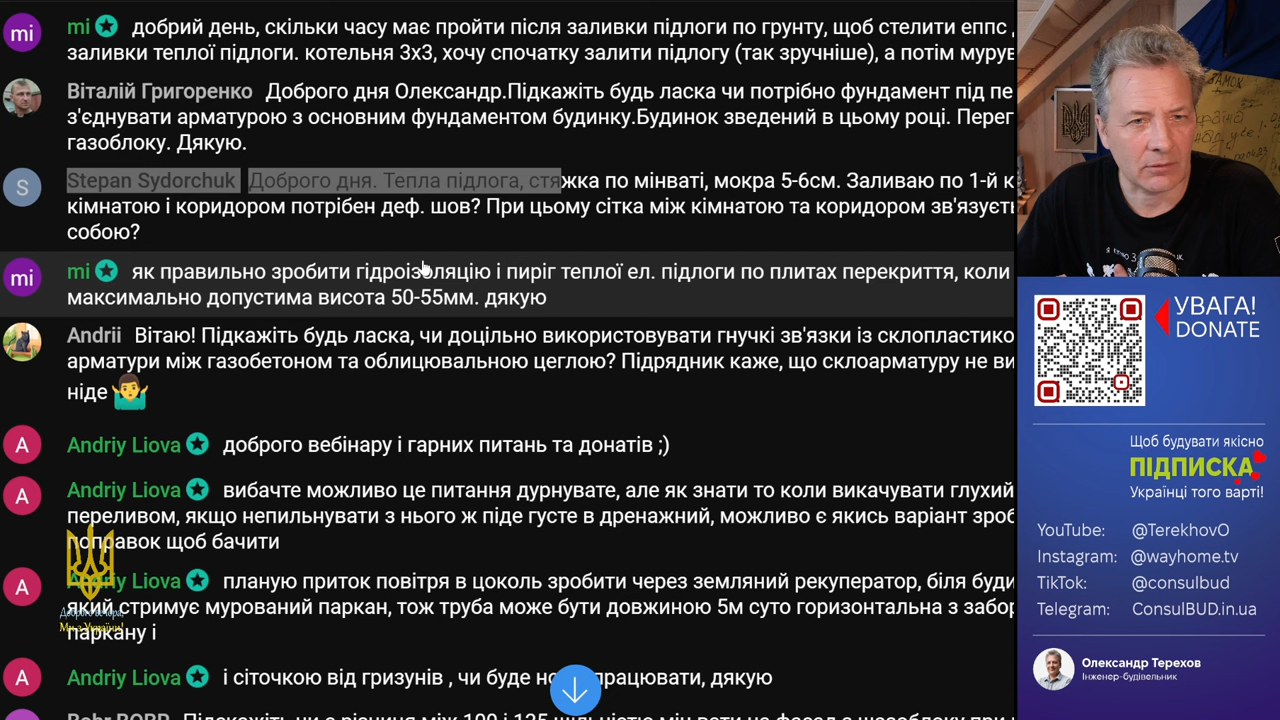 mi добрий день, скільки часу має пройти після заливки підлоги по грунту, щоб стелити еппс
заливки теплої підлоги. котельня 3х3, хочу спочатку залити підлогу (так зручніше), а потім мурув
Віталій Григоренко Доброго дня Олександр.Підкажіть будь ласка чи потрібно фундамент під пе
з'єднувати арматурою з основним фундаментом будинку.Будинок зведений в цьому році. Перег
газоблоку. Дякую.
Stepan Sydorchuk Доброго дня. Тепла підлога, стяжка по мінваті, мокра 5-6см. Заливаю по 1-й к
кімнатою і коридором потрібен деф. шов? При цьому сітка між кімнатою та коридором зв'язуєть
собою?
mi як правильно зробити гідроізоляцію і пиріг теплої ел. підлоги по плитах перекриття, коли
максимально допустима висота 50-55мм. дякую
Andrii Вітаю! Підкажіть будь ласка, чи доцільно використовувати гнучкі зв'язки із склопластико
арматури між газобетоном та облицювальною цеглою? Підрядник каже, що склоарматуру не ви
ніде
Andriy Liova доброго вебінару і гарних питань та донатів ;)
Andriy Liova вибачте можливо це питання дурнувате, але як знати то коли викачувати глухий
переливом, якщо непильнувати з нього ж піде густе в дренажний, можливо є якись варіант зроб
поправок щоб бачити
Andriy Liova планую приток повітря в цоколь зробити через земляний рекуператор, біля буди
який стримує мурований паркан, тож труба може бути довжиною 5м суто горизонтальна з забор
паркану і
Andriy Liova і сіточкою від гризунів , чи буде но працювати, дякую
Доброго вечора,
Ми з України!
УВАГА!
DONATE
Щоб будувати якісно
ПІДПИСКА
Українці того варті!
YouTube: @TerekhovO
Instagram: @wayhome.tv
TikTok: @consulbud
Telegram: ConsulBUD.in.ua
Олександр Терехов
Інженер-будівельник